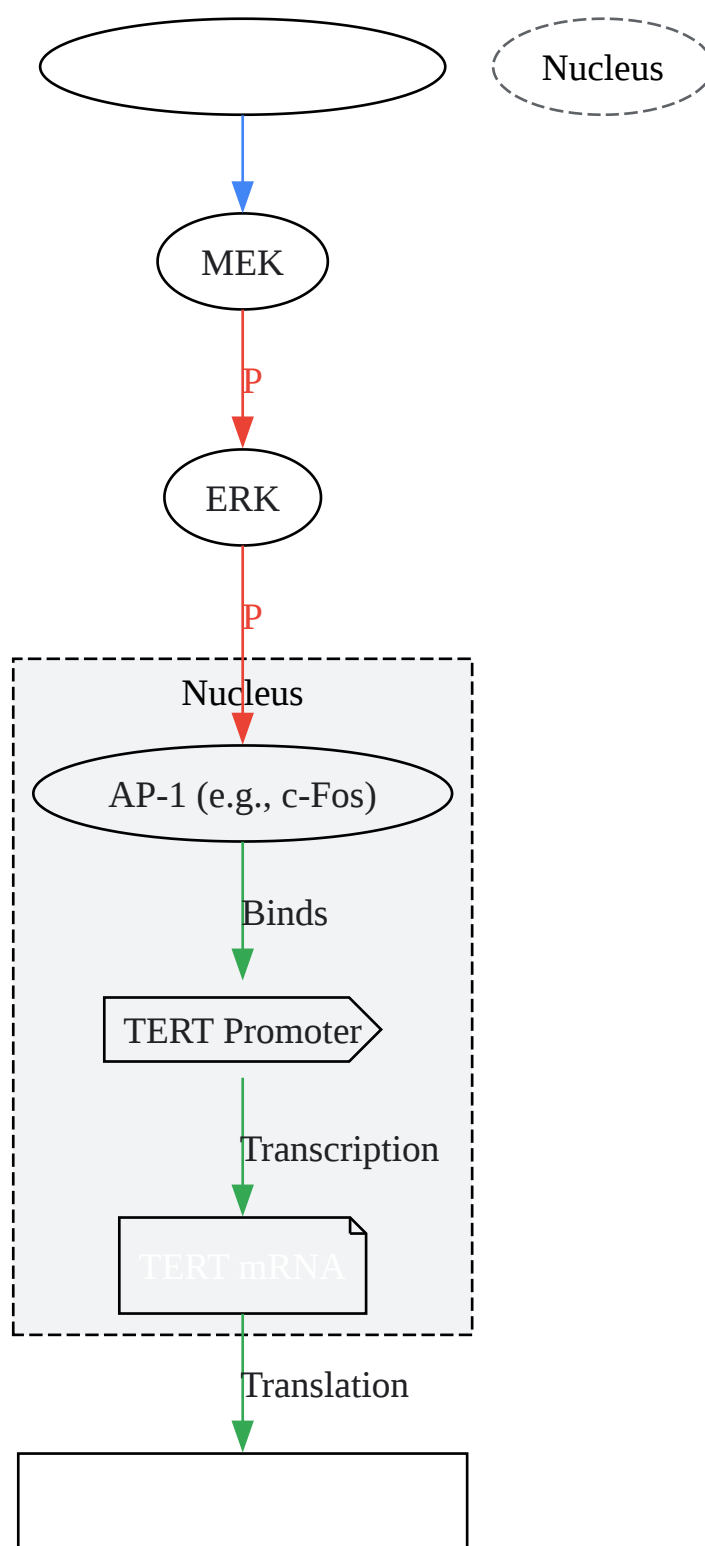 Nucleus
MEK
P
ERK
P
Nucleus
AP-1 (e.g., c-Fos)
Binds
TERT Promoter
Transcription
TERT mRNA
Translation